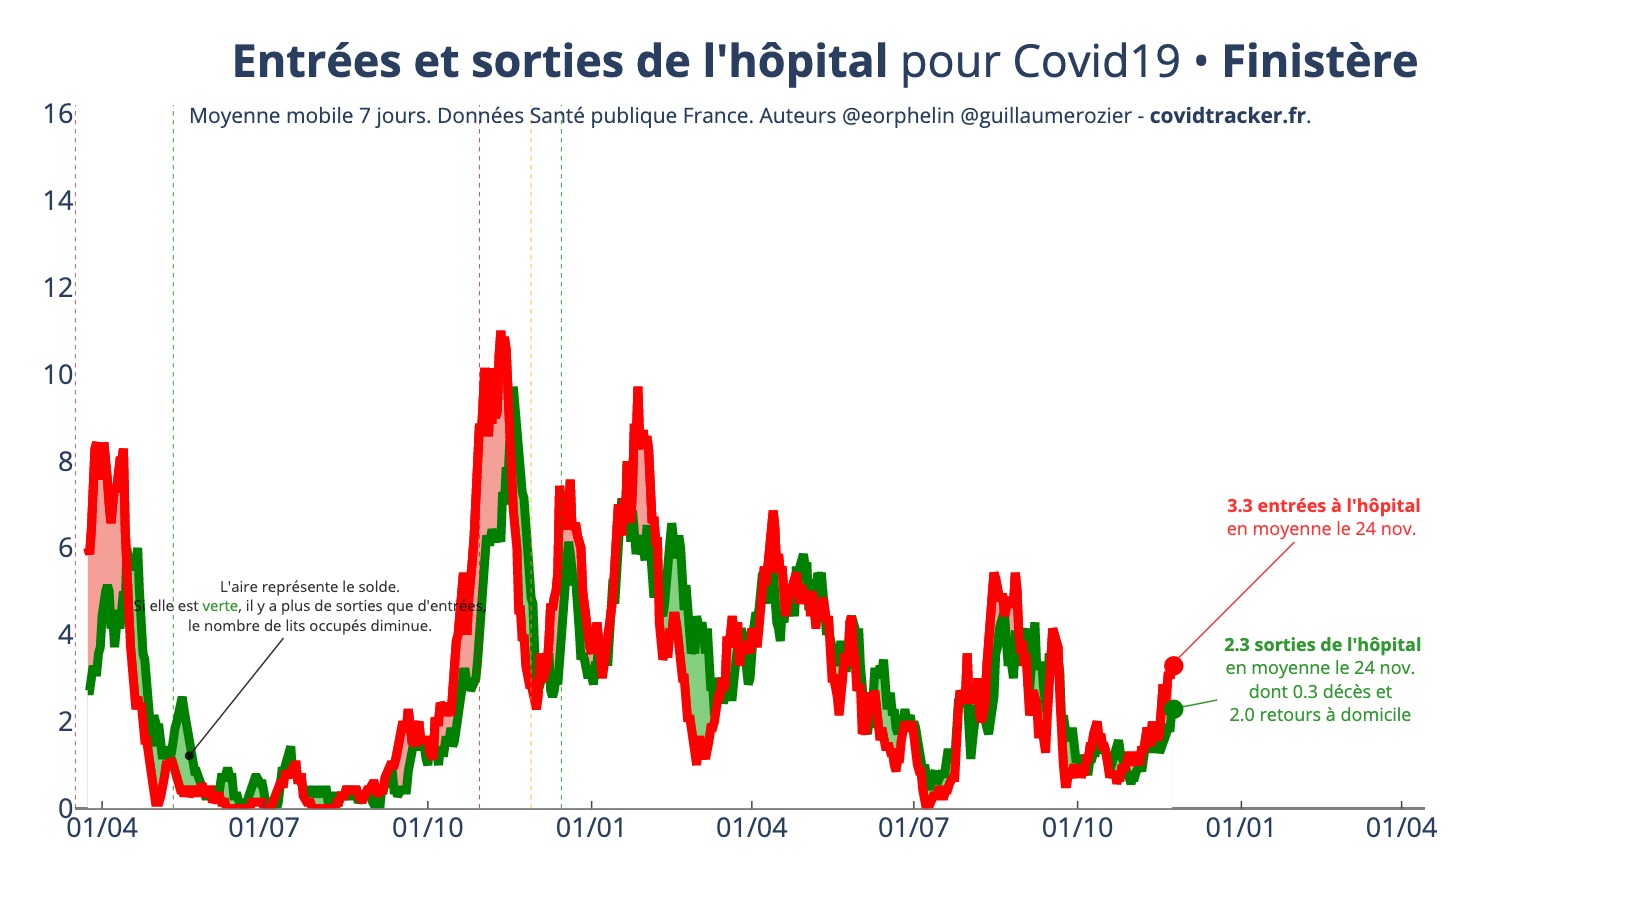 Entrées et sorties de l'hôpital pour Covid19 • Finistère
Moyenne mobile 7 jours. Données Santé publique France. Auteurs @eorphelin @guillaumerozier - covidtracker.fr.
16
14
12
10
8
6
4
2
0
3.3 entrées à l'hôpital
en moyenne le 24 nov.
L'aire représente le solde.
Si elle est verte, il y a plus de sorties que d'entrées,
le nombre de lits occupés diminue.
2.3 sorties de l'hôpital
en moyenne le 24 nov.
dont 0.3 décès et
2.0 retours à domicile
01/04 01/07 01/10 01/01 01/04 01/07 01/10 01/01 01/04